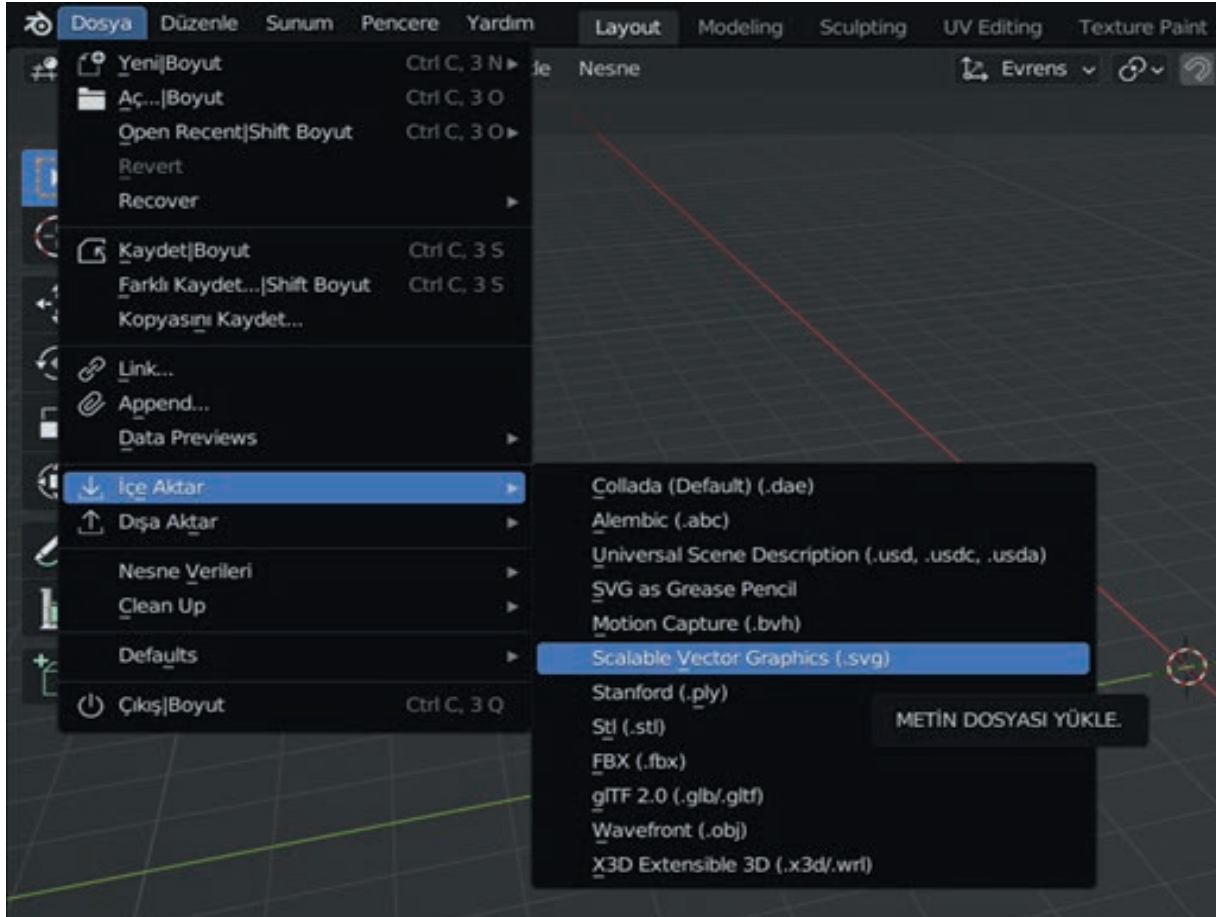 Dosya Düzenle Sunum Pencere Yardım Layout Modeling Sculpting UV Editing Texture Paint
Nesne Evrens
Yeni|Boyut Ctrl C, 3 N
Aç...|Boyut Ctrl C, 3 O
Open Recent|Shift Boyut Ctrl C, 3 O
Revert
Recover
Kaydet|Boyut Ctrl C, 3 S
Farklı Kaydet...|Shift Boyut Ctrl C, 3 S
Kopyasını Kaydet...
Link...
Append...
Data Previews
İçe Aktar
Dışa Aktar
Nesne Verileri
Clean Up
Defaults
Çıkış|Boyut Ctrl C, 3 Q
Collada (Default) (.dae)
Alembic (.abc)
Universal Scene Description (.usd, .usdc, .usda)
SVG as Grease Pencil
Motion Capture (.bvh)
Scalable Vector Graphics (.svg)
Stanford (.ply)
Stl (.stl)
FBX (.fbx)
glTF 2.0 (.glb/.gltf)
Wavefront (.obj)
X3D Extensible 3D (.x3d/.wrl)
METİN DOSYASI YÜKLE.